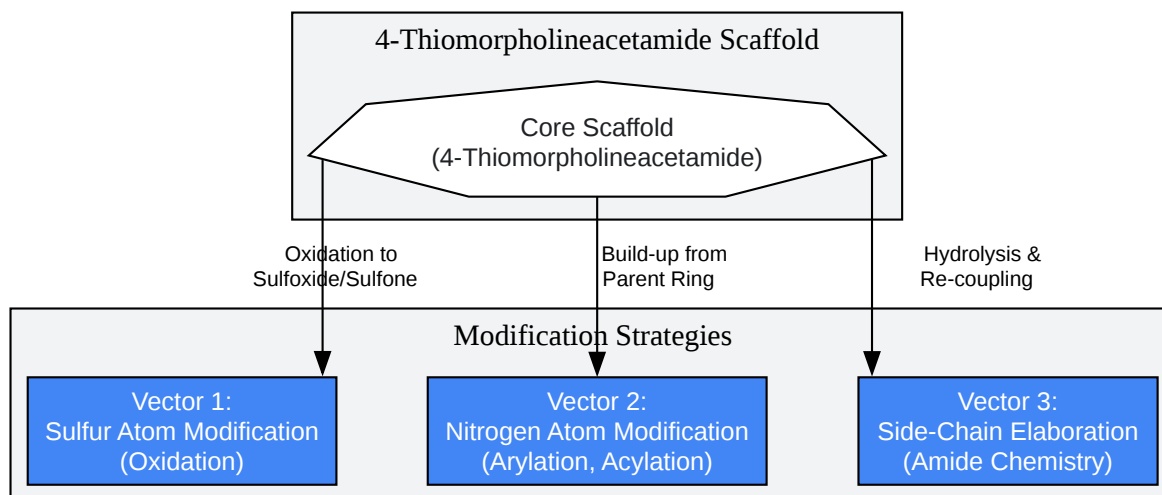 4-Thiomorpholineacetamide Scaffold
Core Scaffold
(4-Thiomorpholineacetamide)
Oxidation to
Sulfoxide/Sulfone
Build-up from
Parent Ring
Hydrolysis &
Re-coupling
Modification Strategies
Vector 1:
Sulfur Atom Modification
(Oxidation)
Vector 2:
Nitrogen Atom Modification
(Arylation, Acylation)
Vector 3:
Side-Chain Elaboration
(Amide Chemistry)